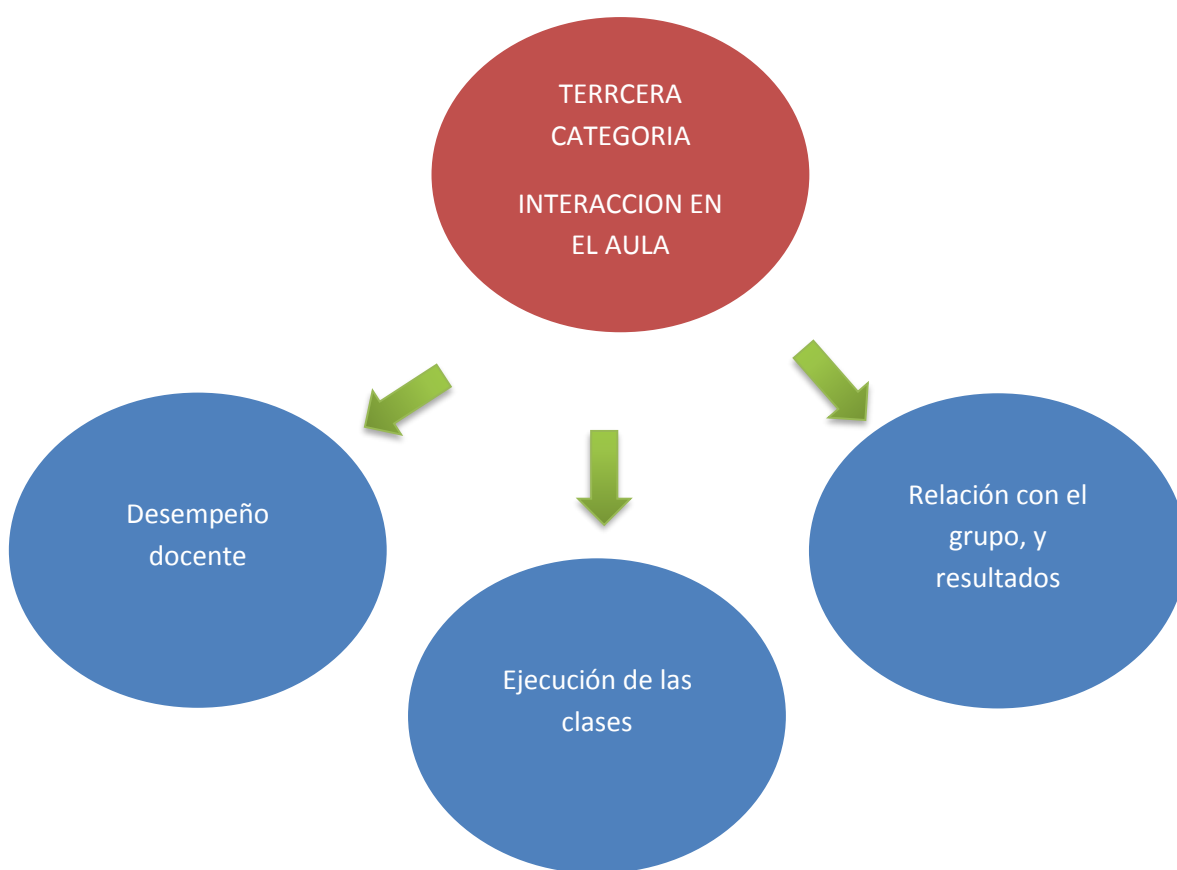 TERRCERA
CATEGORIA
INTERACCION EN
EL AULA
Desempeño
docente
Ejecución de las
clases
Relación con el
grupo, y
resultados